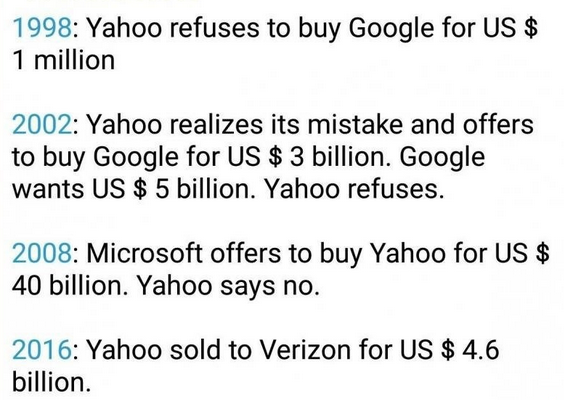 1998: Yahoo refuses to buy Google for US $
1 million
2002: Yahoo realizes its mistake and offers
to buy Google for US $ 3 billion. Google
wants US $ 5 billion. Yahoo refuses.
2008: Microsoft offers to buy Yahoo for US $
40 billion. Yahoo says no.
2016: Yahoo sold to Verizon for US $ 4.6
billion.